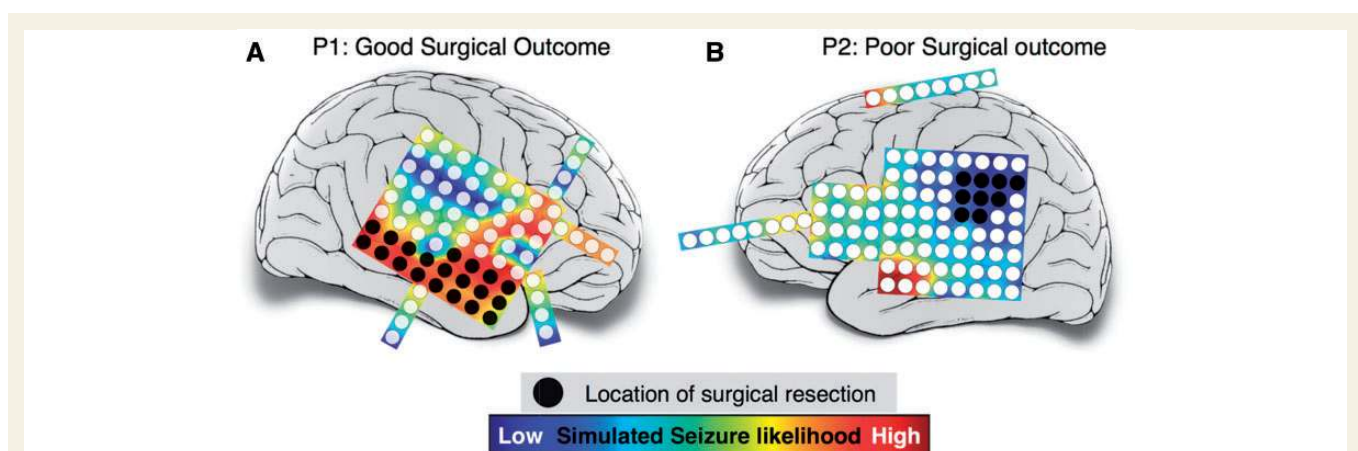 A P1: Good Surgical Outcome
B P2: Poor Surgical outcome
Location of surgical resection
Low Simulated Seizure likelihood High